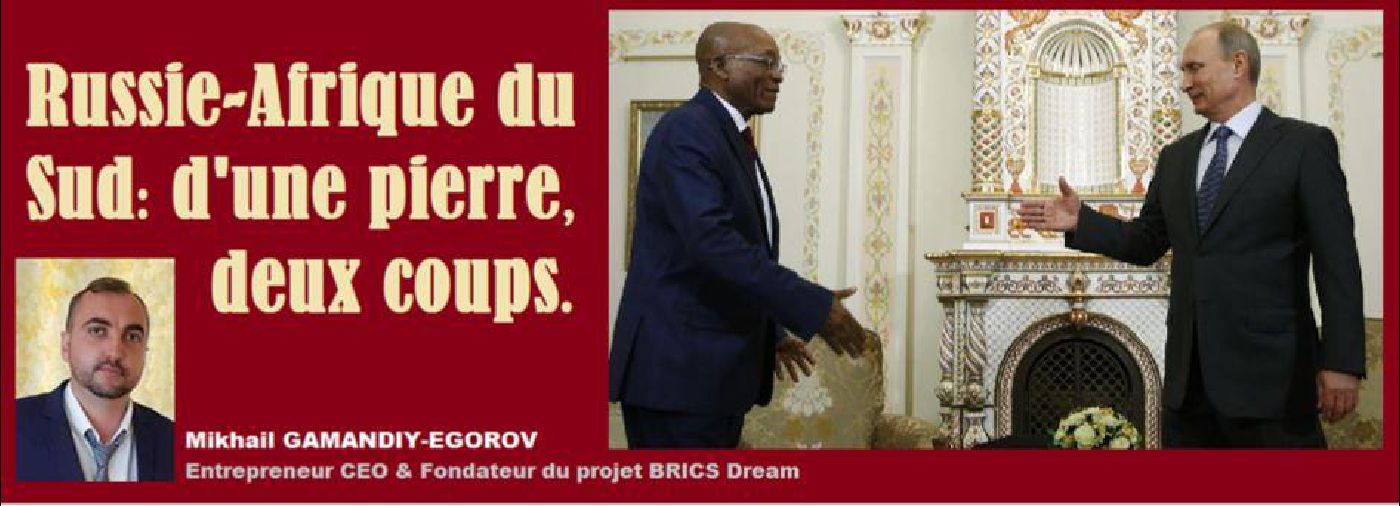 Russie-Afrique du
Sud: d'une pierre,
deux coups.
Mikhail GAMANDIY-EGOROV
Entrepreneur CEO & Fondateur du projet BRICS Dream